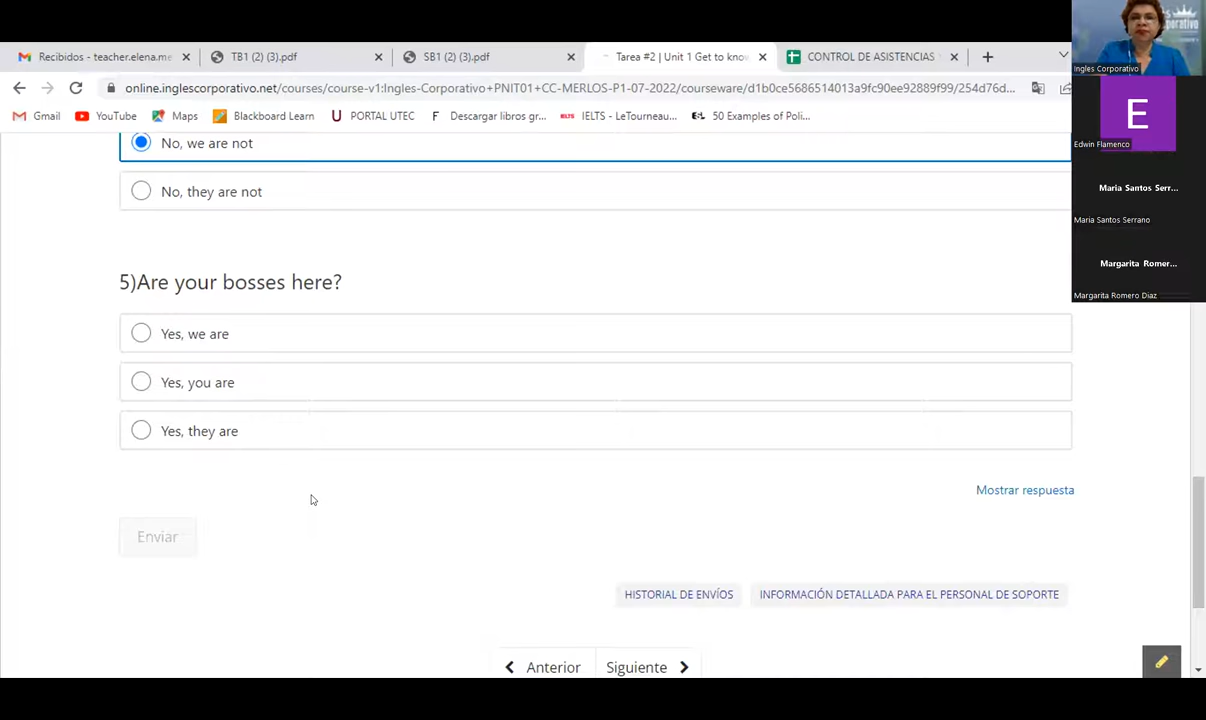 Recibidos - teacher.elena.me
TB1 (2) (3).pdf
SB1 (2) (3).pdf
Tarea #2 | Unit 1 Get to know
CONTROL DE ASISTENCIAS
online.inglescorporativo.net/courses/course-v1:Ingles-Corporativo+PNIT01+CC-MERLOS-P1-07-2022/courseware/d1b0ce5686514013a9fc90ee92889f99/254d76d...
Gmail
YouTube
Maps
Blackboard Learn
PORTAL UTEC
Descargar libros gr...
IELTS - LeTourneau...
50 Examples of Poli...
Ingles Corporativo
E
Edwin Flamenco
Maria Santos Serr...
Maria Santos Serrano
Margarita Romer...
Margarita Romero Diaz
No, we are not
No, they are not
5)Are your bosses here?
Yes, we are
Yes, you are
Yes, they are
Mostrar respuesta
Enviar
HISTORIAL DE ENVÍOS
INFORMACIÓN DETALLADA PARA EL PERSONAL DE SOPORTE
Anterior
Siguiente